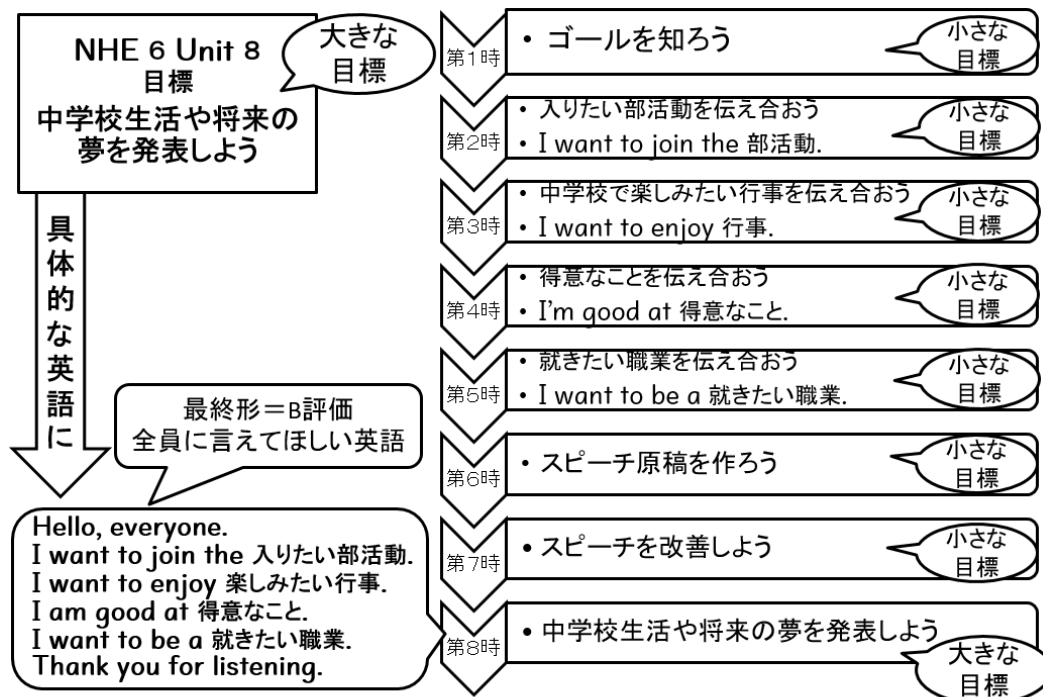 NHE 6 Unit 8
目標
中学校生活や将来の
夢を発表しよう
大きな
目標
具体的な英語に
最終形＝B評価
全員に言えてほしい英語
Hello, everyone.
I want to join the 入りたい部活動.
I want to enjoy 楽しみたい行事.
I am good at 得意なこと.
I want to be a 就きたい職業.
Thank you for listening.
第1時
• ゴールを知ろう
小さな
目標
第2時
• 入りたい部活動を伝え合おう
• I want to join the 部活動.
小さな
目標
第3時
• 中学校で楽しみたい行事を伝え合おう
• I want to enjoy 行事.
小さな
目標
第4時
• 得意なことを伝え合おう
• I'm good at 得意なこと.
小さな
目標
第5時
• 就きたい職業を伝え合おう
• I want to be a 就きたい職業.
小さな
目標
第6時
• スピーチ原稿を作ろう
小さな
目標
第7時
• スピーチを改善しよう
小さな
目標
第8時
• 中学校生活や将来の夢を発表しよう
大きな
目標